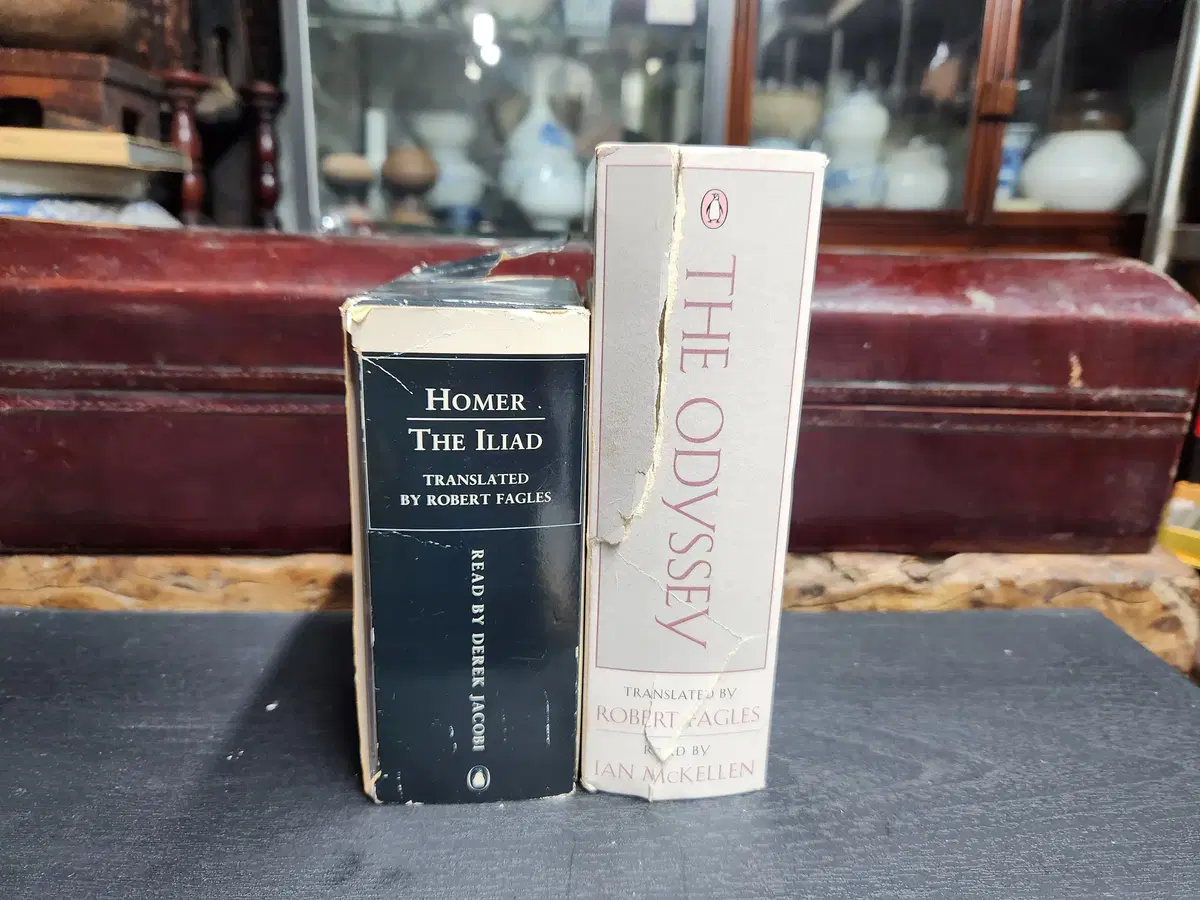 HOMER
THE ILIAD
TRANSLATED
BY ROBERT FAGLES
READ BY DEREK JACOBI
THE ODYSSEY
TRANSLATED BY
ROBERT FAGLES
READ BY
IAN MCKELLEN